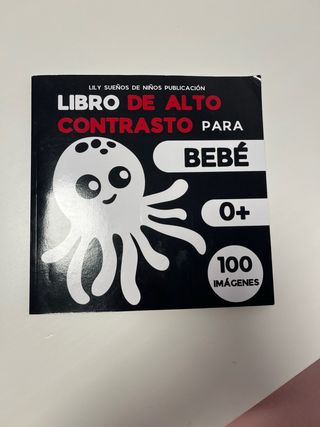 LILY SUEÑOS DE NIÑOS PUBLICACIÓN
LIBRO DE ALTO
CONTRASTO PARA
BEBÉ
0+
100
IMÁGENES